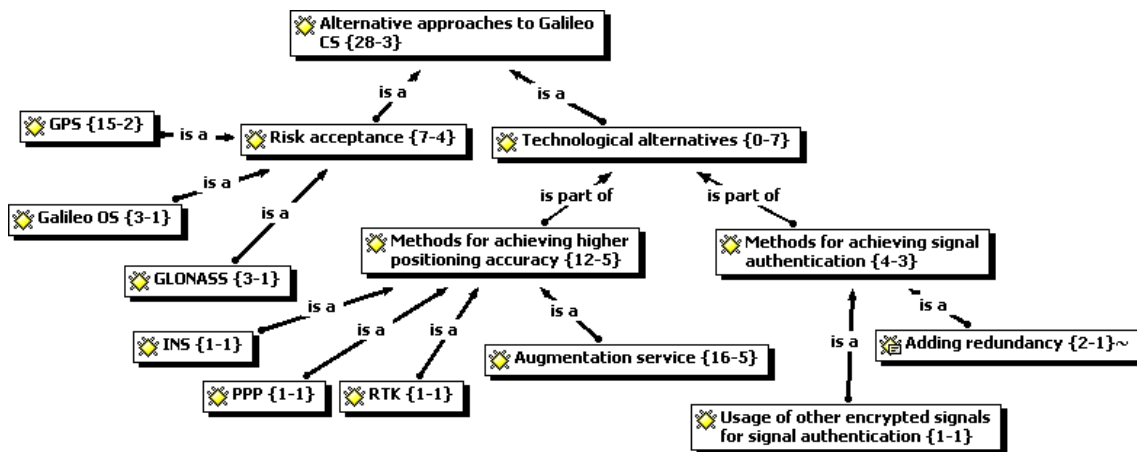 Alternative approaches to Galileo
CS {28-3}
is a
is a
GPS {15-2}
is a
Risk acceptance {7-4}
Technological alternatives {0-7}
is a
is part of
is part of
Galileo OS {3-1}
is a
Methods for achieving higher
positioning accuracy {12-5}
Methods for achieving signal
authentication {4-3}
GLONASS {3-1}
is a
is a
is a
is a
is a
is a
INS {1-1}
Adding redundancy {2-1}~
Augmentation service {16-5}
PPP {1-1}
RTK {1-1}
Usage of other encrypted signals
for signal authentication {1-1}